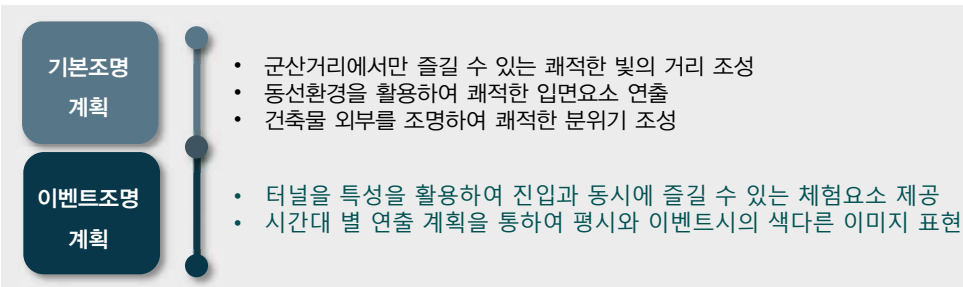 기본조명
계획
• 군산거리에서만 즐길 수 있는 쾌적한 빛의 거리 조성
• 동선환경을 활용하여 쾌적한 입면요소 연출
• 건축물 외부를 조명하여 쾌적한 분위기 조성
이벤트조명
계획
• 터널을 특성을 활용하여 진입과 동시에 즐길 수 있는 체험요소 제공
• 시간대 별 연출 계획을 통하여 평시와 이벤트시의 색다른 이미지 표현